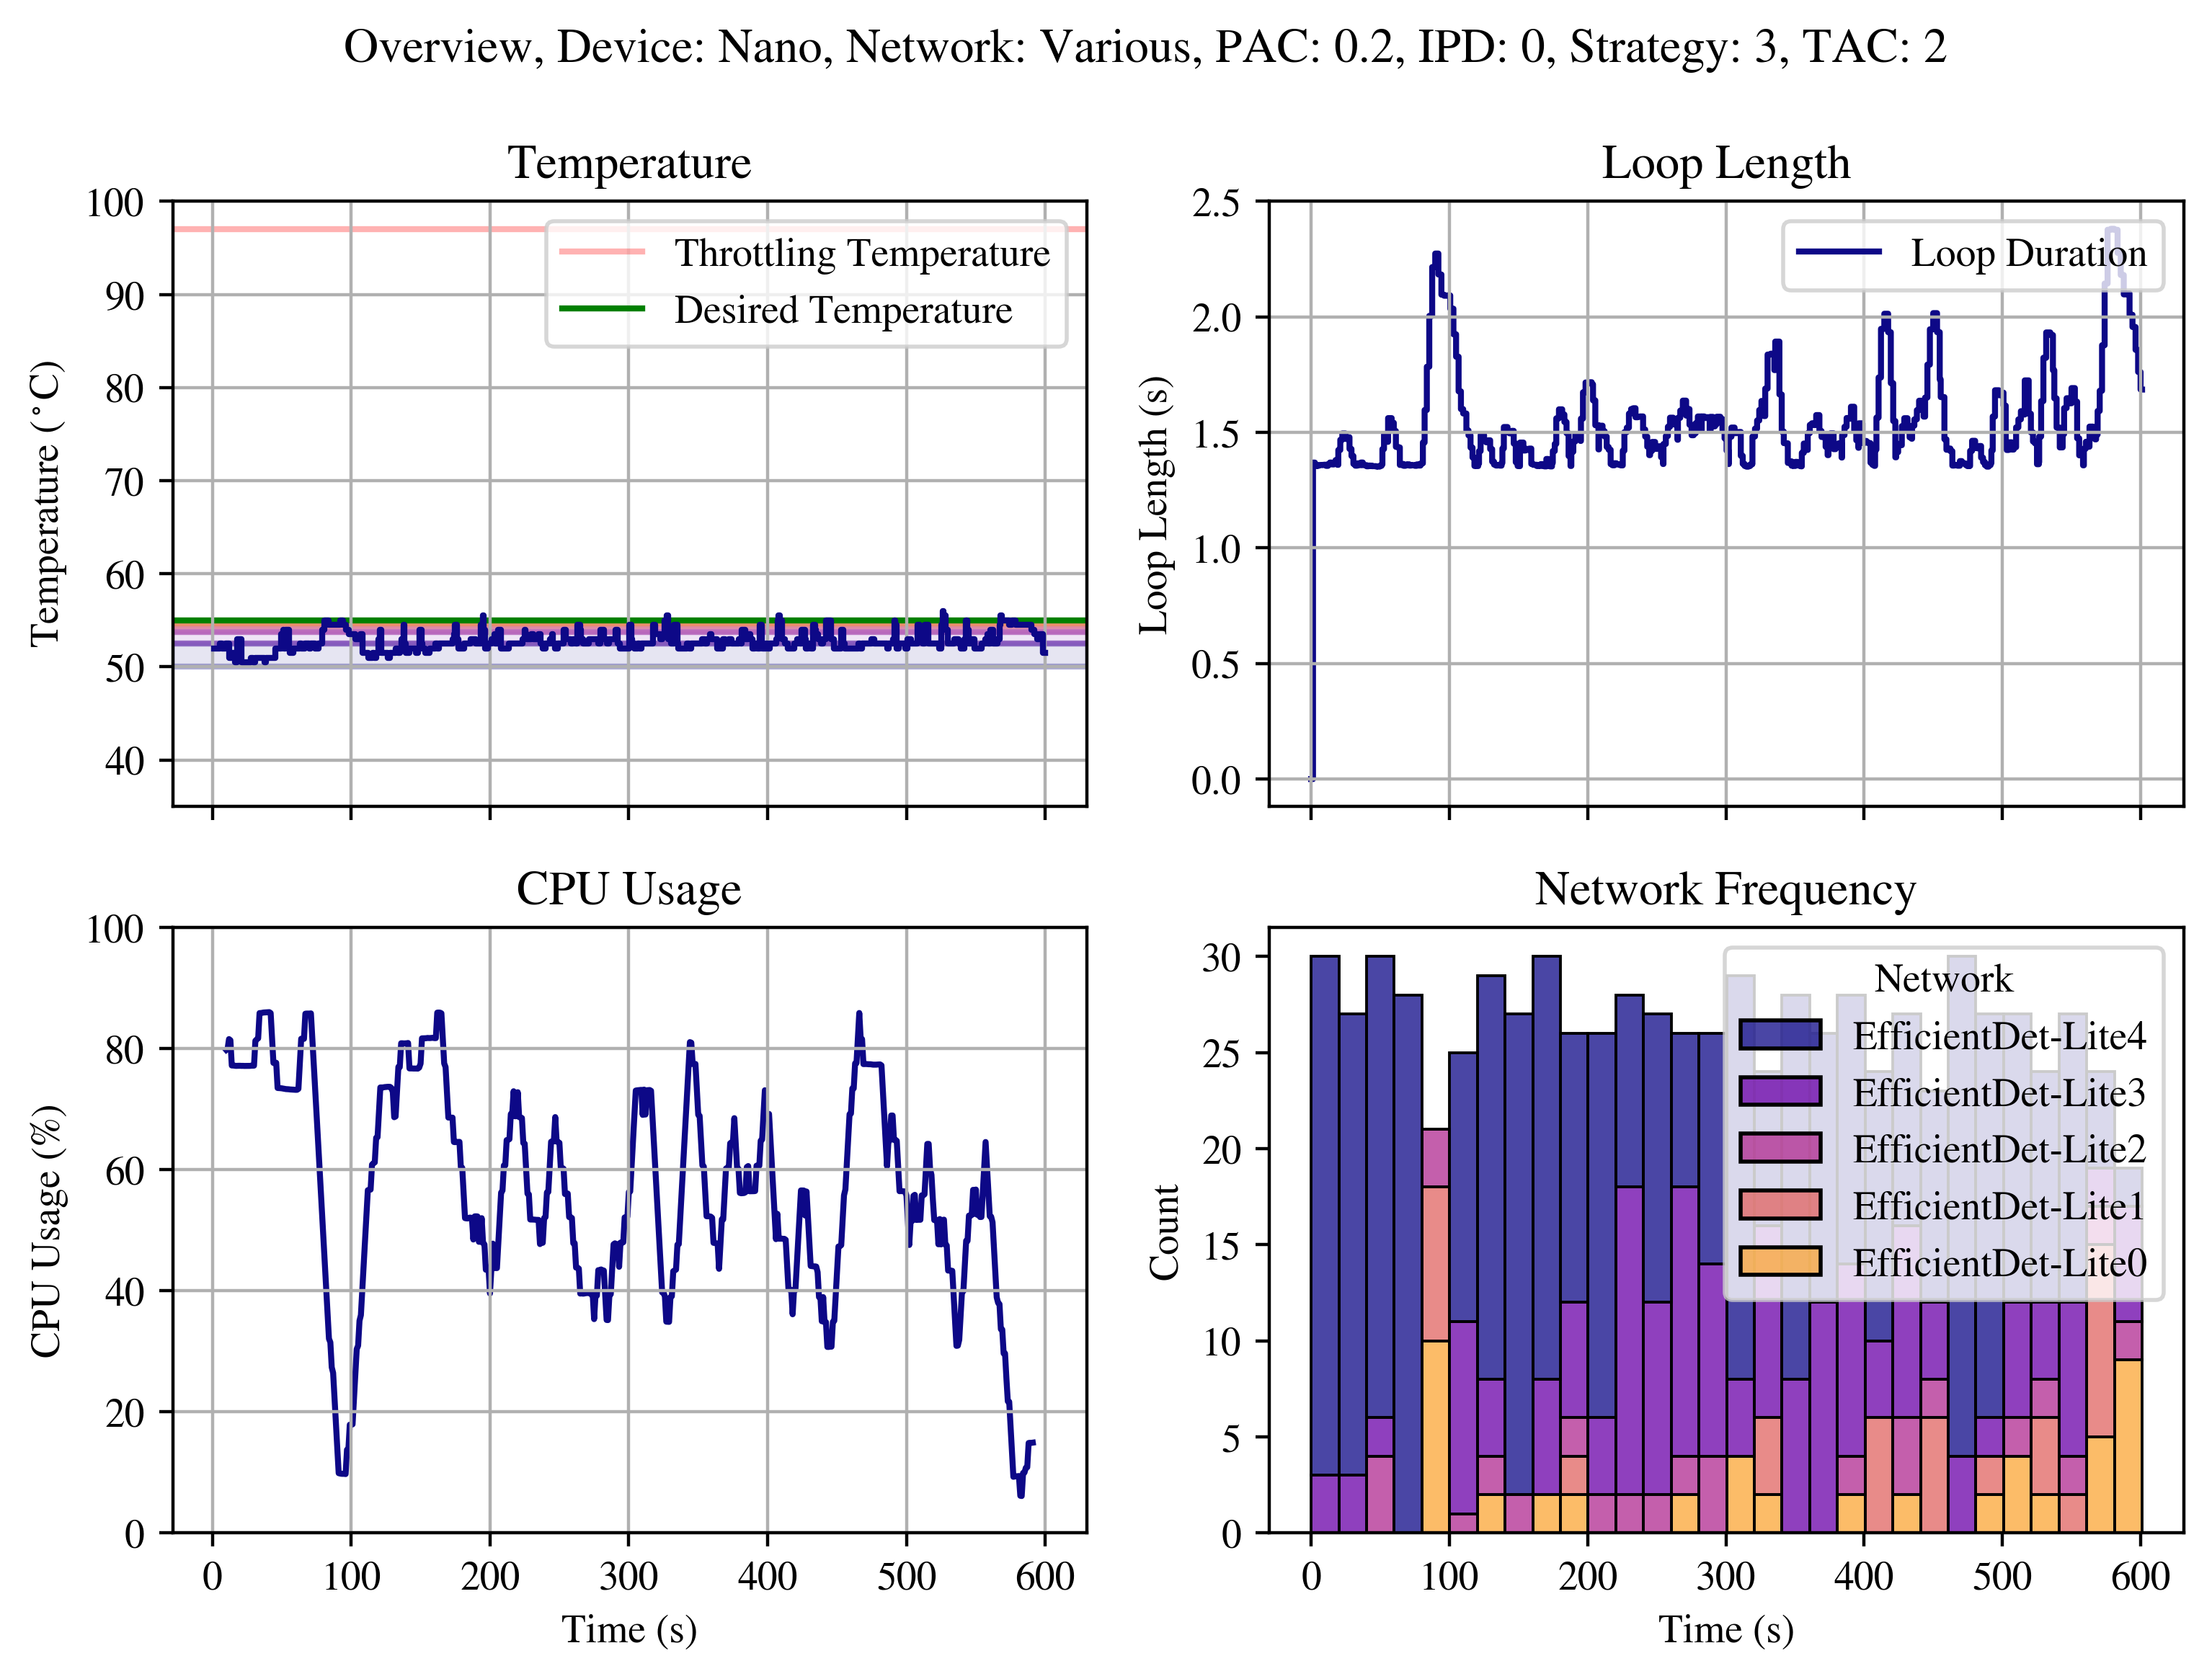 Overview, Device: Nano, Network: Various, PAC: 0.2, IPD: 0, Strategy: 3, TAC: 2
Temperature
100
90
80
70
60
50
40
Temperature (°C)
Throttling Temperature
Desired Temperature
Loop Length
2.5
2.0
1.5
1.0
0.5
0.0
Loop Length (s)
Loop Duration
CPU Usage
100
80
60
40
20
0
CPU Usage (%)
0 100 200 300 400 500 600
Time (s)
Network Frequency
30
25
20
15
10
5
0
Count
Network
EfficientDet-Lite4
EfficientDet-Lite3
EfficientDet-Lite2
EfficientDet-Lite1
EfficientDet-Lite0
0 100 200 300 400 500 600
Time (s)